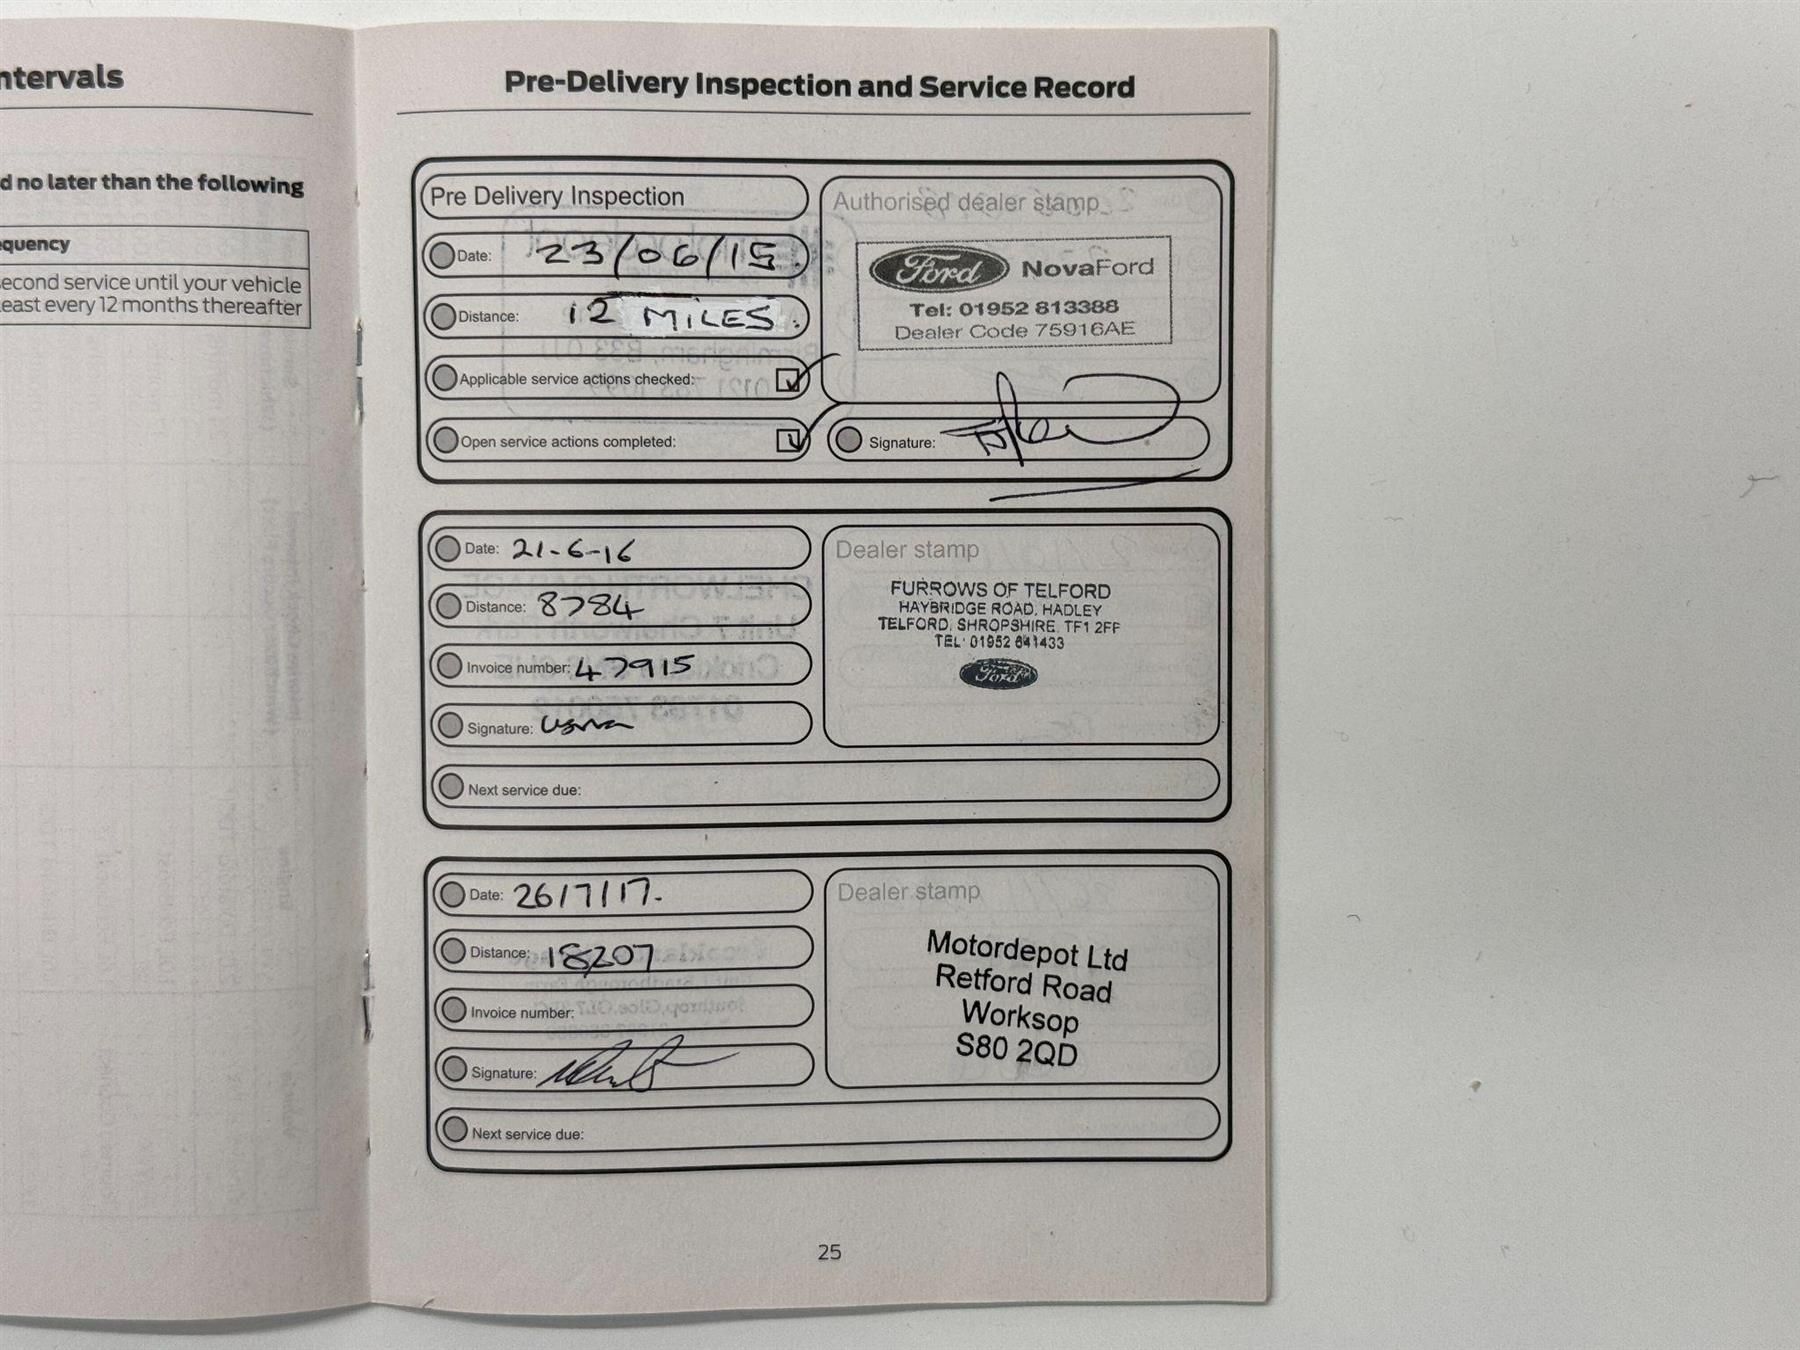 ntervals
d no later than the following
quency
econd service until your vehicle
east every 12 months thereafter
Pre-Delivery Inspection and Service Record
Pre Delivery Inspection
Date: 23/06/15.
Distance: 12 MILES.
Applicable service actions checked:
Open service actions completed:
Authorised dealer stamp
Ford NovaFord
Tel: 01952 813388
Dealer Code 75916AE
Signature:
Date: 21-6-16
Distance: 8784
Invoice number: 47915
Signature:
Next service due:
Dealer stamp
FURROWS OF TELFORD
HAYBRIDGE ROAD, HADLEY
TELFORD, SHROPSHIRE. TF1 2FF
TEL: 01952 641433
Ford
Date: 26/7/17.
Distance: 18207
Invoice number:
Signature:
Next service due:
Dealer stamp
Motordepot Ltd
Retford Road
Worksop
S80 2QD
25